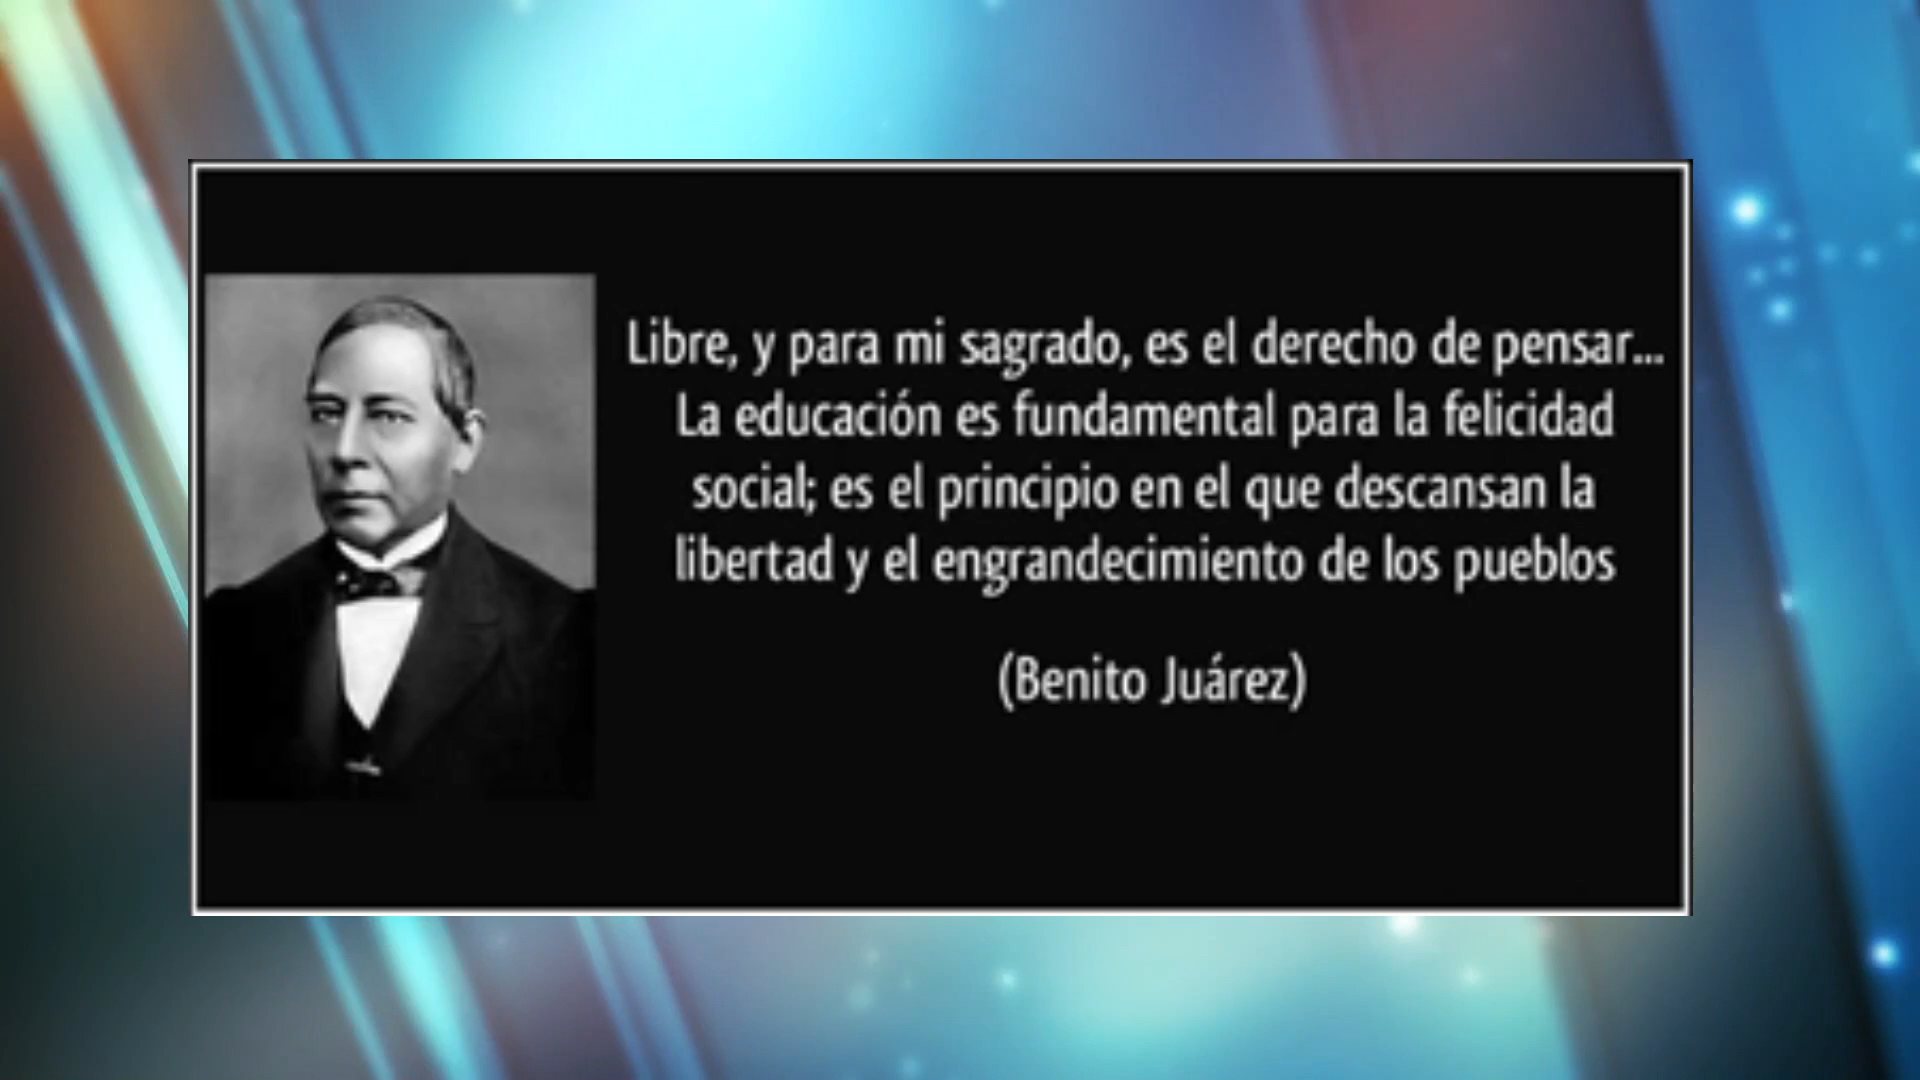 Libre, y para mi sagrado, es el derecho de pensar...
La educación es fundamental para la felicidad
social; es el principio en el que descansan la
libertad y el engrandecimiento de los pueblos
(Benito Juárez)